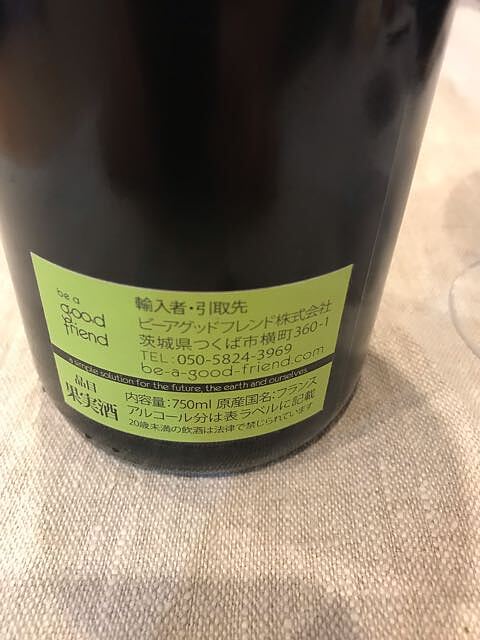 be a
good
a
friend
輸入者・引取先
ビーアグッドフレンド株式会社
茨城県つくば市横町360-1
TEL:050-5824-3969
be-a-good-friend.com
a simple solution for the future, the earth and ourselves
品目
果実酒
内容量:750ml 原産国名:フランス
アルコール分は表ラベルに記載
20歳未満の飲酒は法律で禁じられています